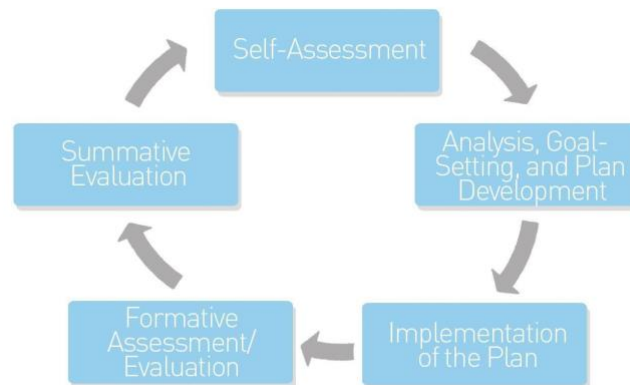 Self-Assessment
Analysis, Goal-
Setting, and Plan
Development
Implementation
of the Plan
Formative
Assessment/
Evaluation
Summative
Evaluation